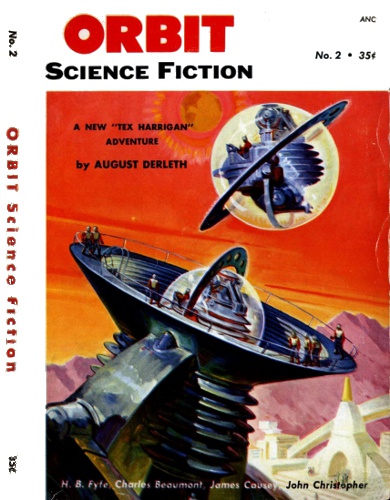 No. 2
ORBIT Science Fiction
35¢
ANC
ORBIT
SCIENCE FICTION
No. 2 • 35¢
A NEW "TEX HARRIGAN"
ADVENTURE
by AUGUST DERLETH
H. B. Fyfe, Charles Beaumont, James Causey, John Christopher